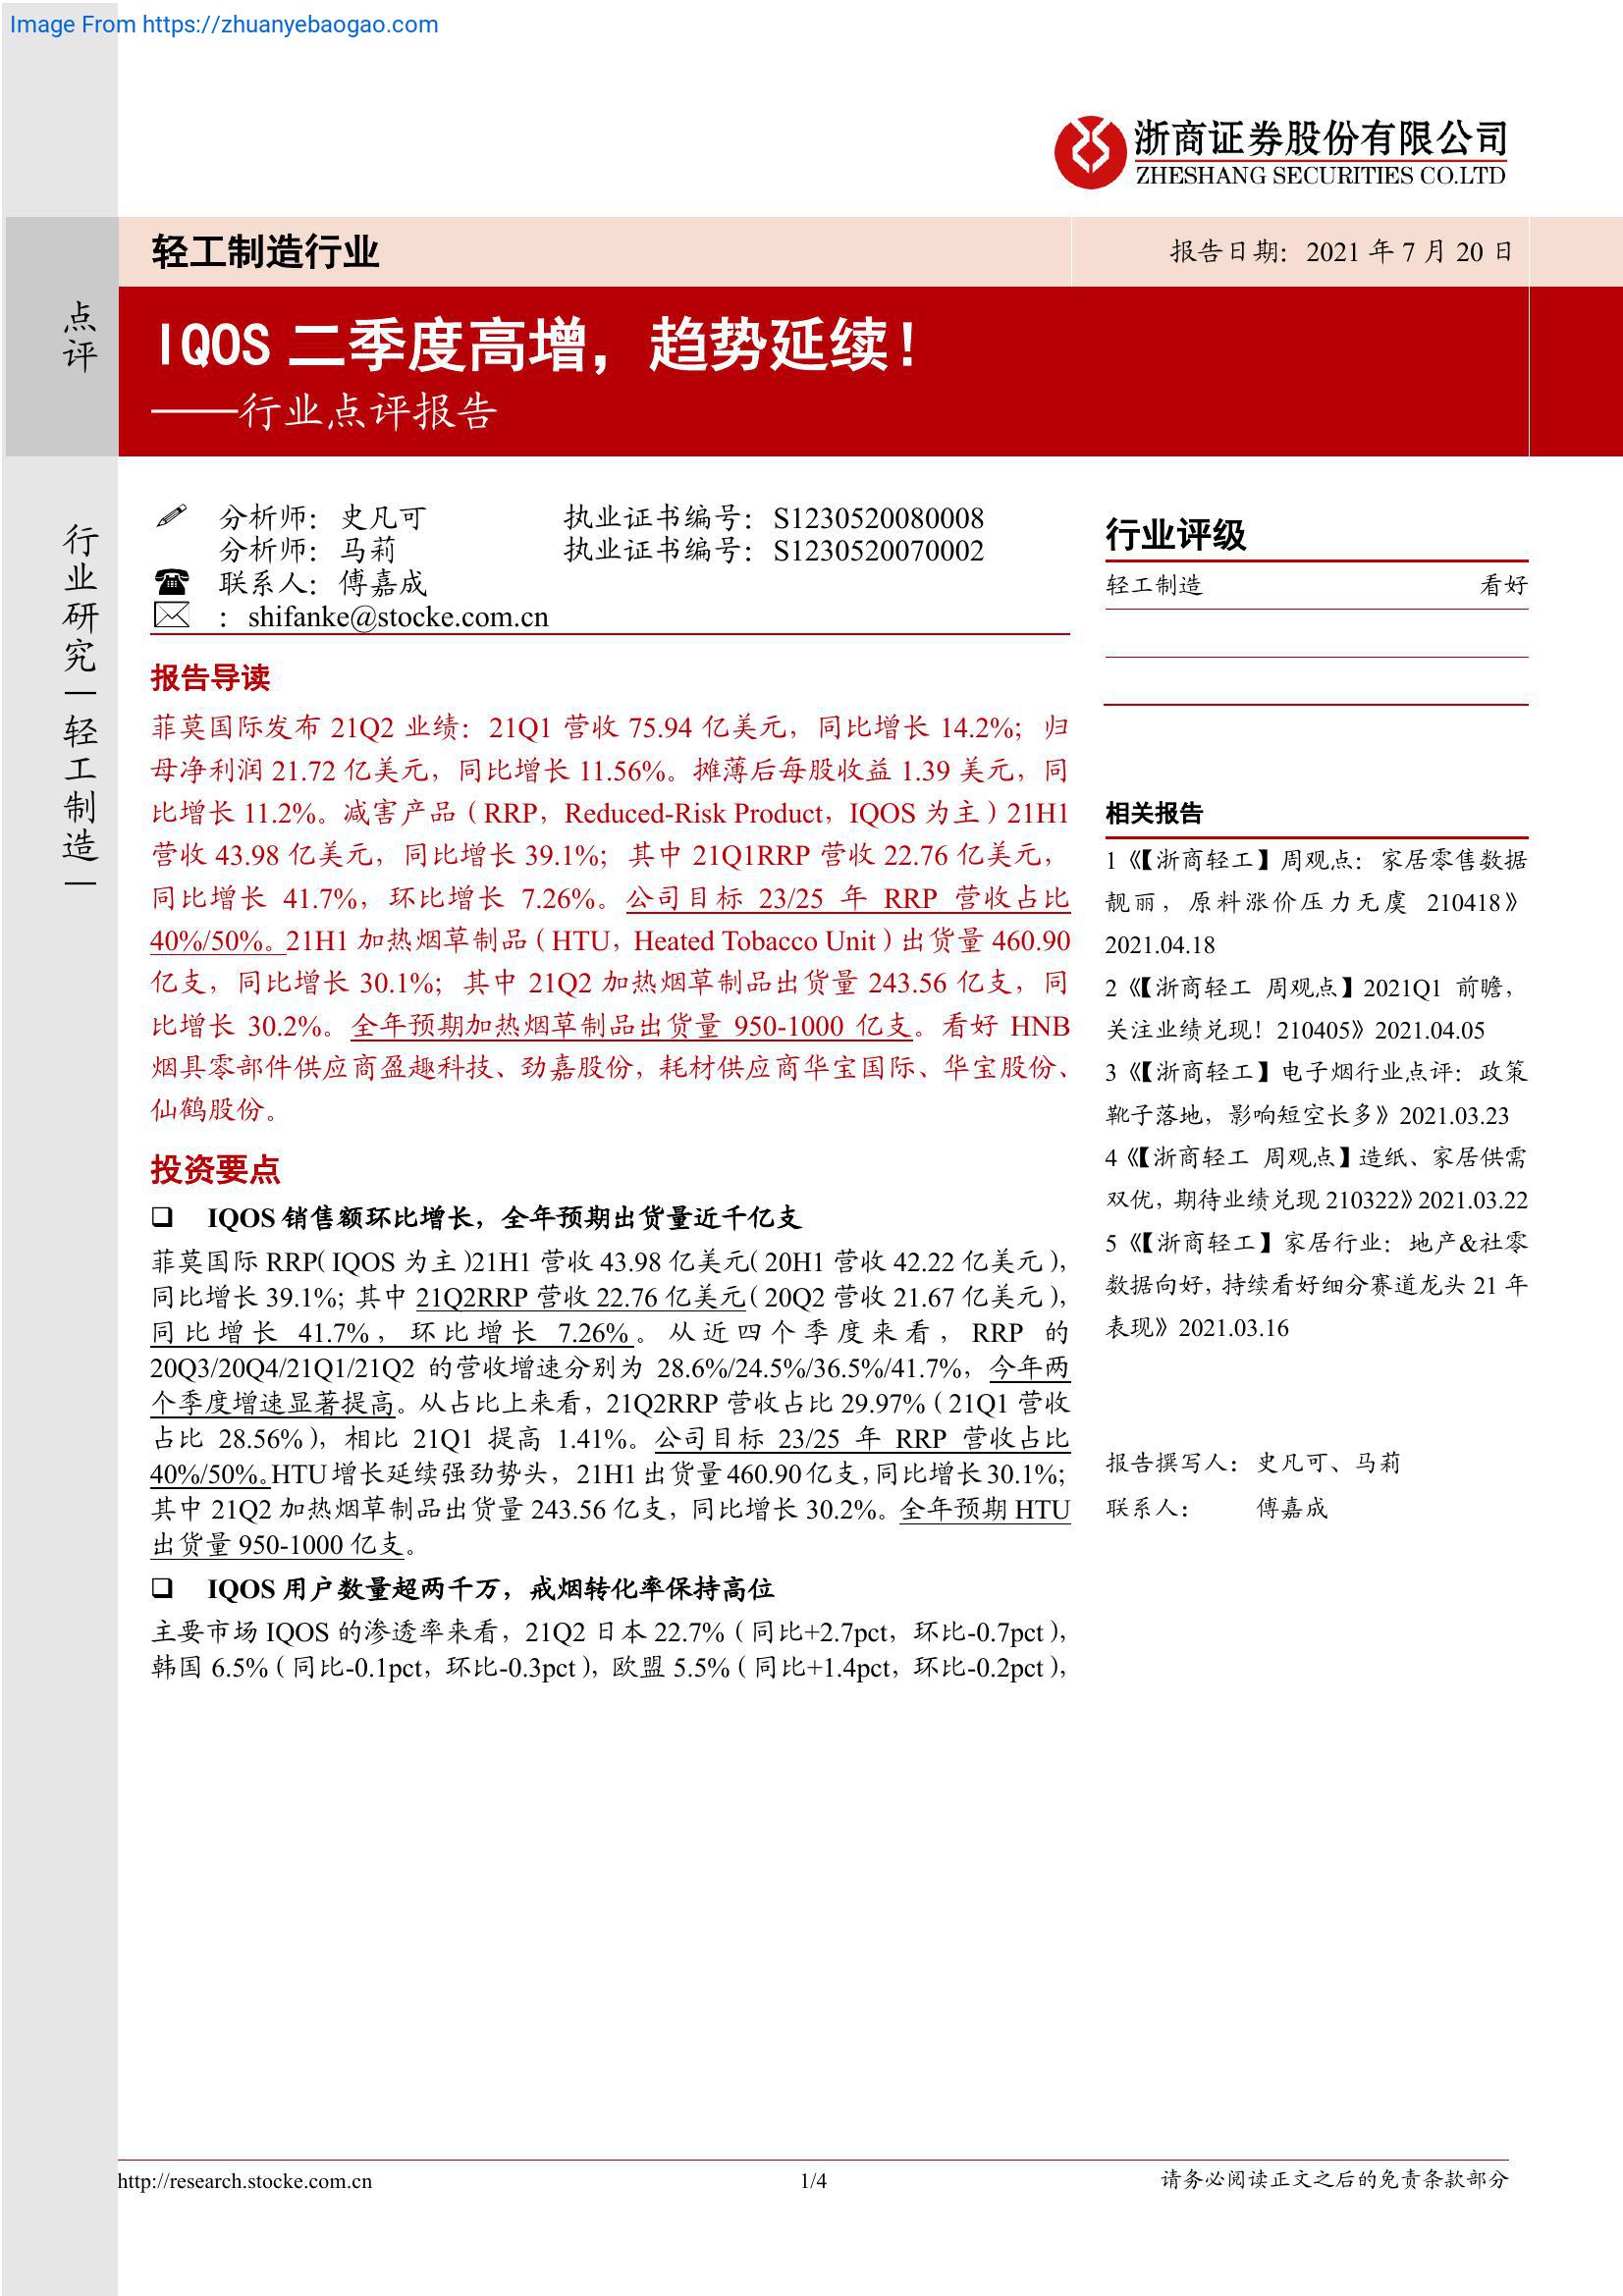 Image From https://zhuanyebaogao.com
浙商证券股份有限公司
ZHESHANG SECURITIES CO.LTD
轻工制造行业
报告日期：2021 年 7 月 20 日
点评
IQOS 二季度高增，趋势延续！
——行业点评报告
行业研究｜轻工制造｜
分析师：史凡可 执业证书编号：S1230520080008
分析师：马莉 执业证书编号：S1230520070002
联系人：傅嘉成
：shifanke@stocke.com.cn
报告导读
菲莫国际发布 21Q2 业绩：21Q1 营收 75.94 亿美元，同比增长 14.2%；归
母净利润 21.72 亿美元，同比增长 11.56%。摊薄后每股收益 1.39 美元，同
比增长 11.2%。减害产品（RRP，Reduced-Risk Product，IQOS 为主）21H1
营收 43.98 亿美元，同比增长 39.1%；其中 21Q1RRP 营收 22.76 亿美元，
同比增长 41.7%，环比增长 7.26%。公司目标 23/25 年 RRP 营收占比
40%/50%。21H1 加热烟草制品（HTU，Heated Tobacco Unit）出货量 460.90
亿支，同比增长 30.1%；其中 21Q2 加热烟草制品出货量 243.56 亿支，同
比增长 30.2%。全年预期加热烟草制品出货量 950-1000 亿支。看好 HNB
烟具零部件供应商盈趣科技、劲嘉股份，耗材供应商华宝国际、华宝股份、
仙鹤股份。
投资要点
❑ IQOS 销售额环比增长，全年预期出货量近千亿支
菲莫国际 RRP（IQOS 为主）21H1 营收 43.98 亿美元（20H1 营收 42.22 亿美元），
同比增长 39.1%；其中 21Q2RRP 营收 22.76 亿美元（20Q2 营收 21.67 亿美元），
同比增长 41.7%，环比增长 7.26%。从近四个季度来看，RRP 的
20Q3/20Q4/21Q1/21Q2 的营收增速分别为 28.6%/24.5%/36.5%/41.7%，今年两
个季度增速显著提高。从占比上来看，21Q2RRP 营收占比 29.97%（21Q1 营收
占比 28.56%），相比 21Q1 提高 1.41%。公司目标 23/25 年 RRP 营收占比
40%/50%。HTU 增长延续强劲势头，21H1 出货量 460.90 亿支，同比增长 30.1%；
其中 21Q2 加热烟草制品出货量 243.56 亿支，同比增长 30.2%。全年预期 HTU
出货量 950-1000 亿支。
❑ IQOS 用户数量超两千万，戒烟转化率保持高位
主要市场 IQOS 的渗透率来看，21Q2 日本 22.7%（同比+2.7pct，环比-0.7pct），
韩国 6.5%（同比-0.1pct，环比-0.3pct），欧盟 5.5%（同比+1.4pct，环比-0.2pct），
行业评级
轻工制造 看好
相关报告
1《【浙商轻工】周观点：家居零售数据
靓丽，原料涨价压力无虞 210418》
2021.04.18
2《【浙商轻工 周观点】2021Q1 前瞻，
关注业绩兑现！210405》2021.04.05
3《【浙商轻工】电子烟行业点评：政策
靴子落地，影响短空长多》2021.03.23
4《【浙商轻工 周观点】造纸、家居供需
双优，期待业绩兑现 210322》2021.03.22
5《【浙商轻工】家居行业：地产&社零
数据向好，持续看好细分赛道龙头 21 年
表现》2021.03.16
报告撰写人：史凡可、马莉
联系人：傅嘉成
http://research.stocke.com.cn
1/4
请务必阅读正文之后的免责条款部分